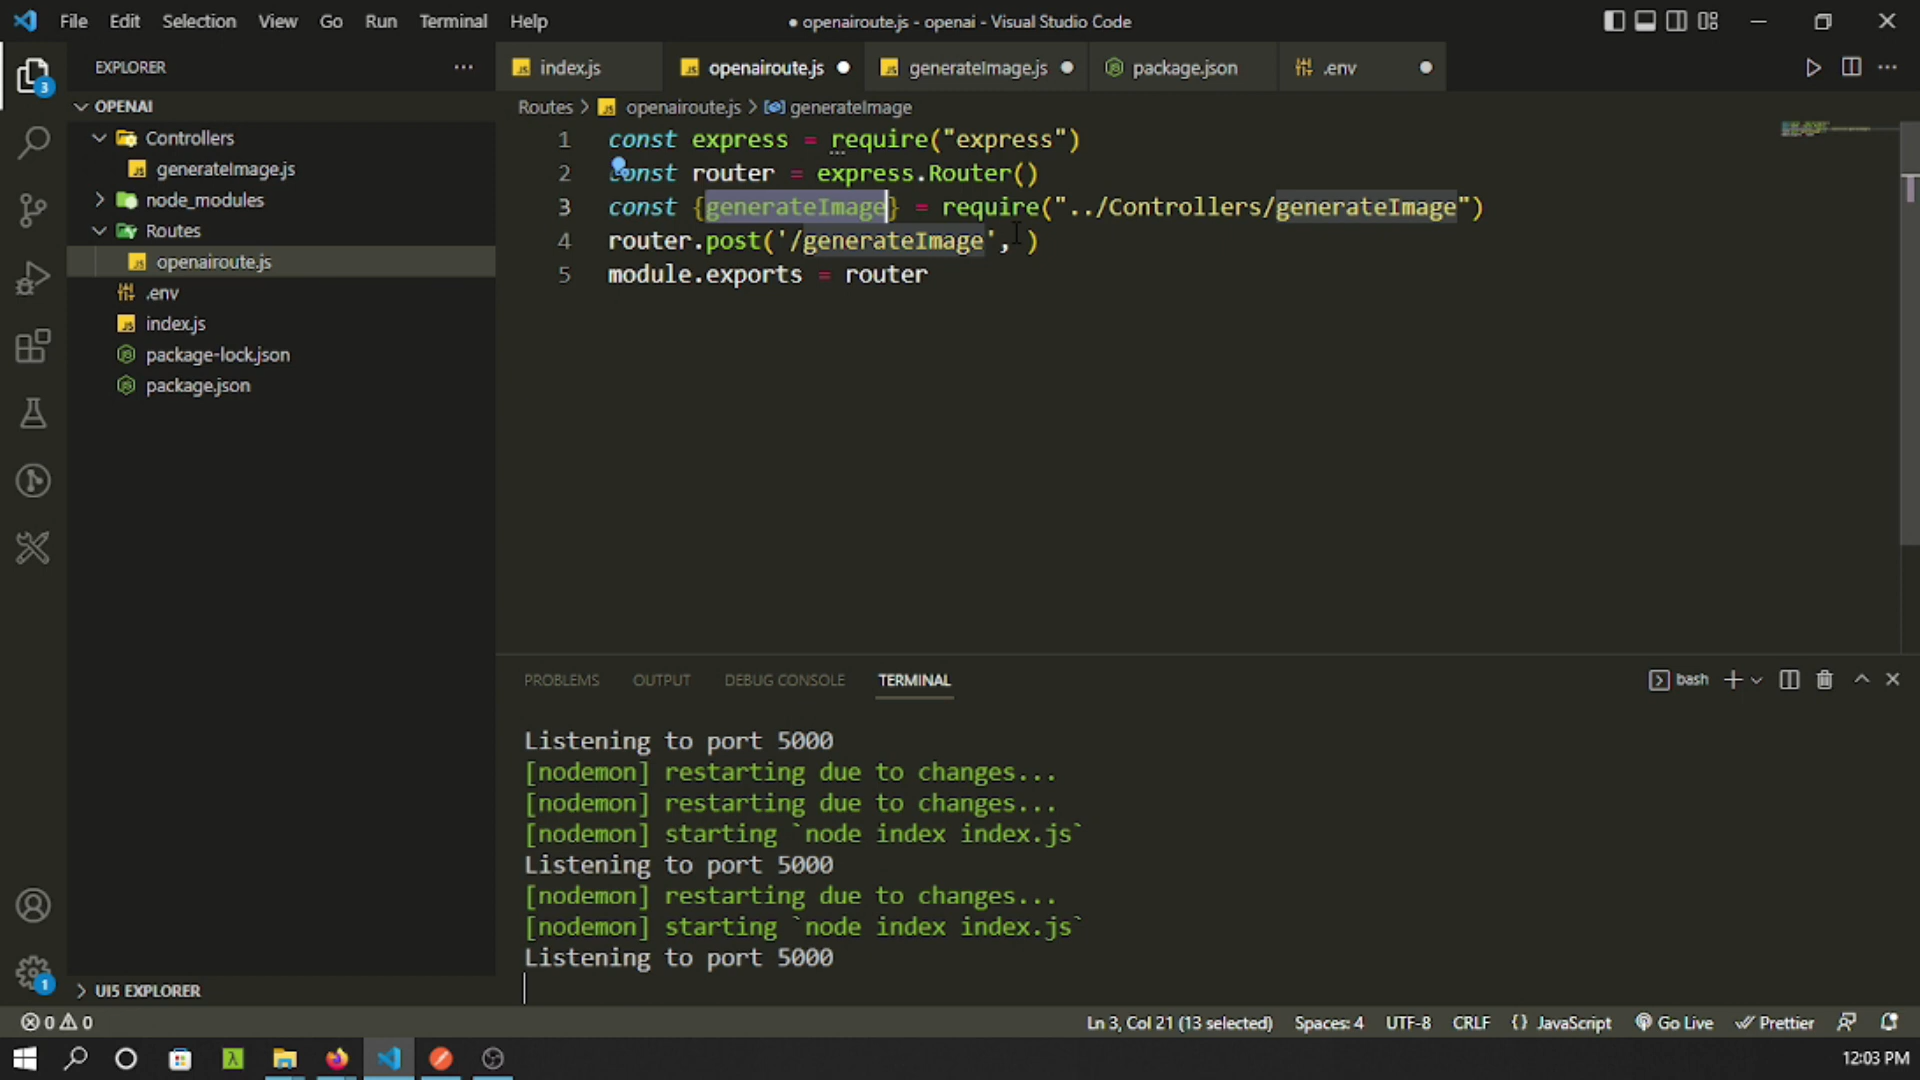 File Edit Selection View Go Run Terminal Help
● openairoute.js - openai - Visual Studio Code
EXPLORER
3
OPENAI
Controllers
generateImage.js
node_modules
Routes
openairoute.js
.env
index.js
package-lock.json
package.json
UI5 EXPLORER
1
index.js openairoute.js generateImage.js package.json .env
Routes > openairoute.js > generateImage
1 const express = require("express")
2 const router = express.Router()
3 const {generateImage} = require("../Controllers/generateImage")
4 router.post('/generateImage', )
5 module.exports = router
PROBLEMS OUTPUT DEBUG CONSOLE TERMINAL
bash
Listening to port 5000
[nodemon] restarting due to changes...
[nodemon] restarting due to changes...
[nodemon] starting `node index index.js`
Listening to port 5000
[nodemon] restarting due to changes...
[nodemon] starting `node index index.js`
Listening to port 5000
0 0
Ln 3, Col 21 (13 selected) Spaces: 4 UTF-8 CRLF {} JavaScript Go Live Prettier
12:03 PM